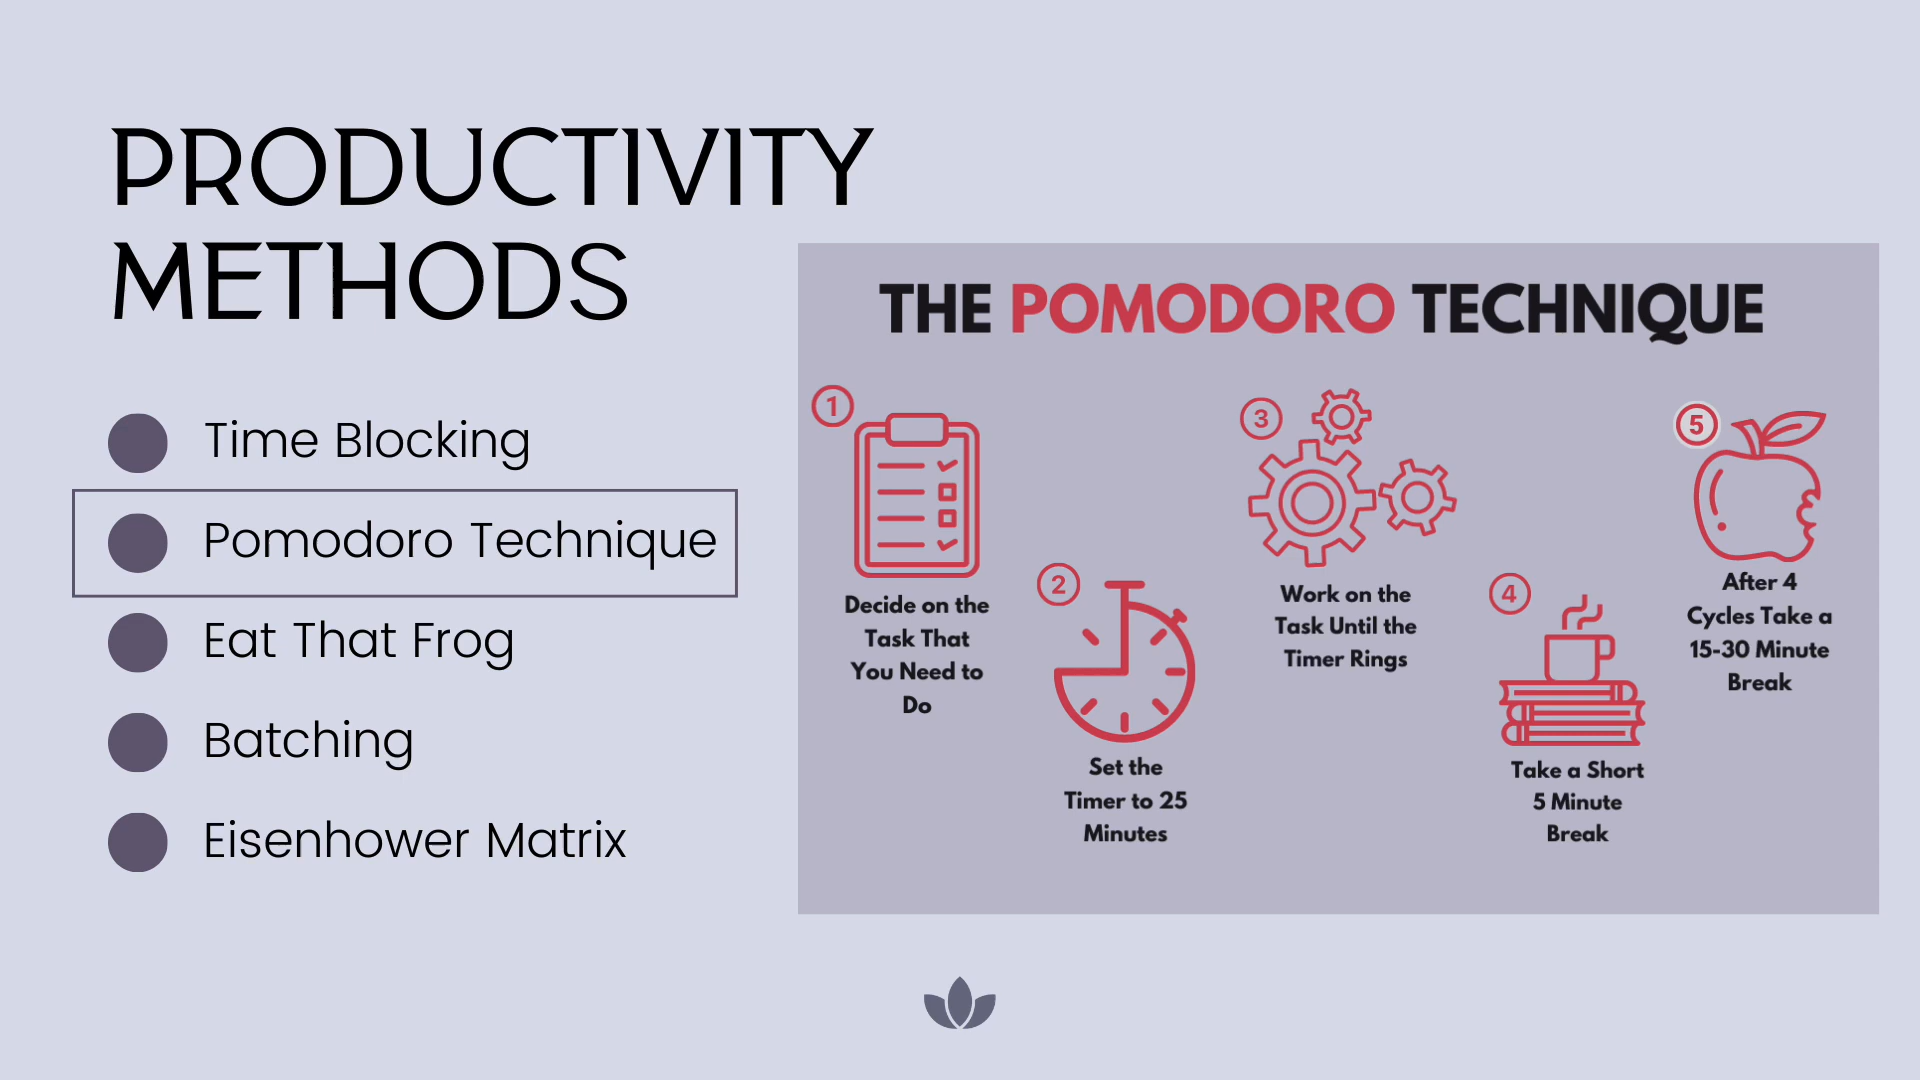 PRODUCTIVITY
METHODS
Time Blocking
Pomodoro Technique
Eat That Frog
Batching
Eisenhower Matrix
THE POMODORO TECHNIQUE
1
Decide on the
Task That
You Need to
Do
2
Set the
Timer to 25
Minutes
3
Work on the
Task Until the
Timer Rings
4
Take a Short
5 Minute
Break
5
After 4
Cycles Take a
15-30 Minute
Break